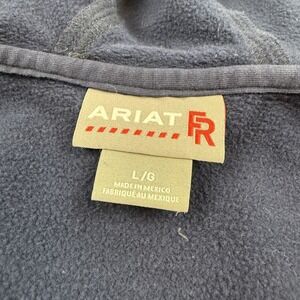 ARIAT FR
L/G
MADE IN MEXICO
FABRIQUÉ AU MEXIQUE